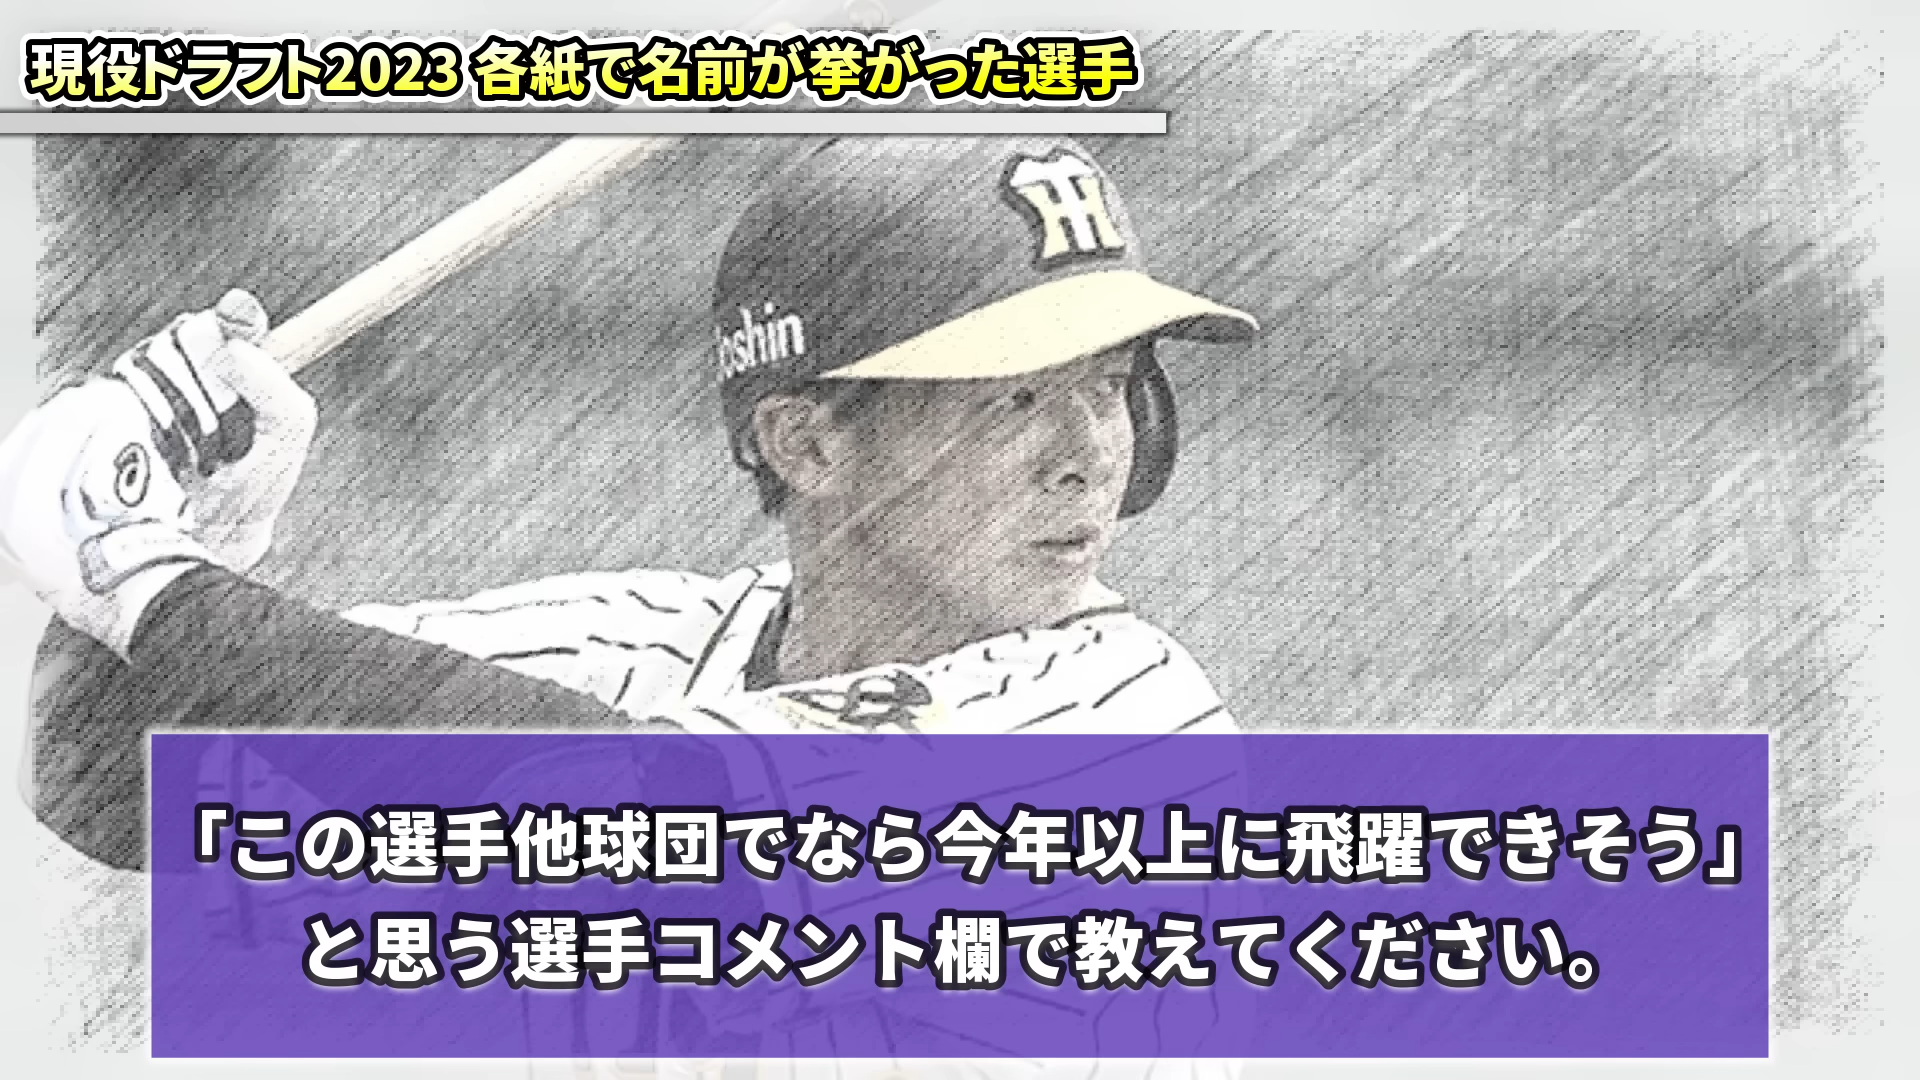 現役ドラフト2023 各紙で名前が挙がった選手
HT
Joshin
「この選手他球団でなら今年以上に飛躍できそう」
と思う選手コメント欄で教えてください。